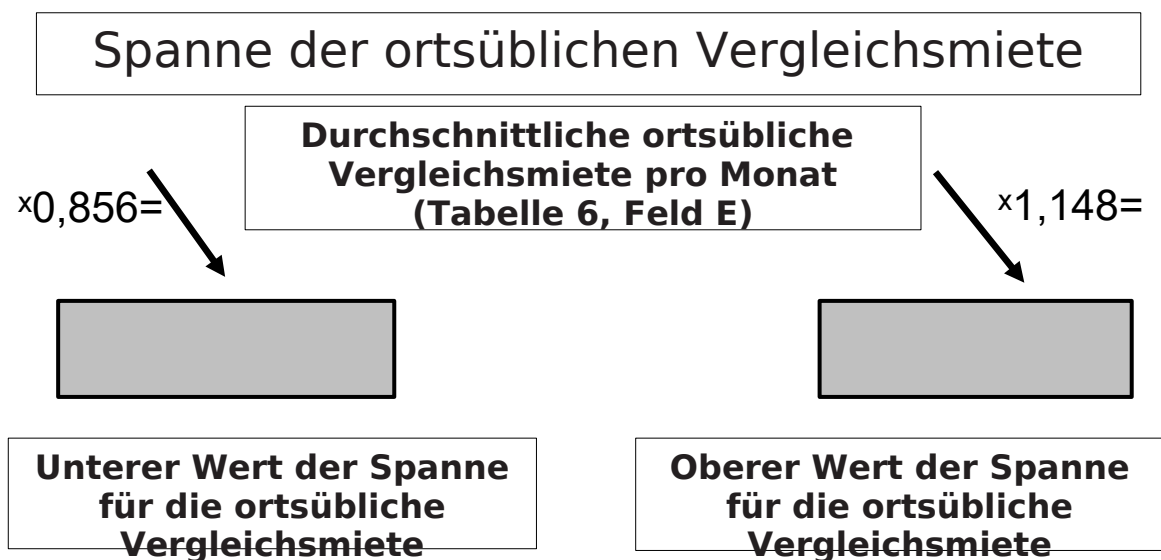 Spanne der ortsüblichen Vergleichsmiete
Durchschnittliche ortsübliche
Vergleichsmiete pro Monat
(Tabelle 6, Feld E)
x0,856=
x1,148=
Unterer Wert der Spanne
für die ortsübliche
Vergleichsmiete
Oberer Wert der Spanne
für die ortsübliche
Vergleichsmiete